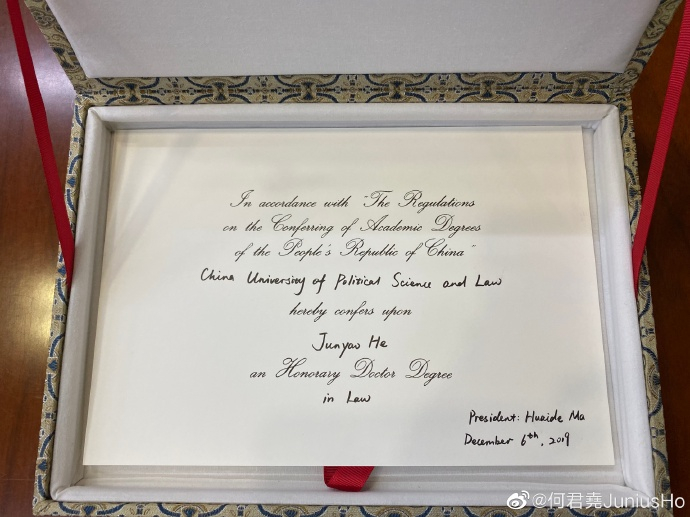 In accordance with "The Regulations
on the Conferring of Academic Degrees
of the People's Republic of China"
China University of Political Science and Law
hereby confers upon
Junyao He
an Honorary Doctor Degree
in Law
President: Huaide Ma
December 6th, 2019
@何君堯JuniusHo